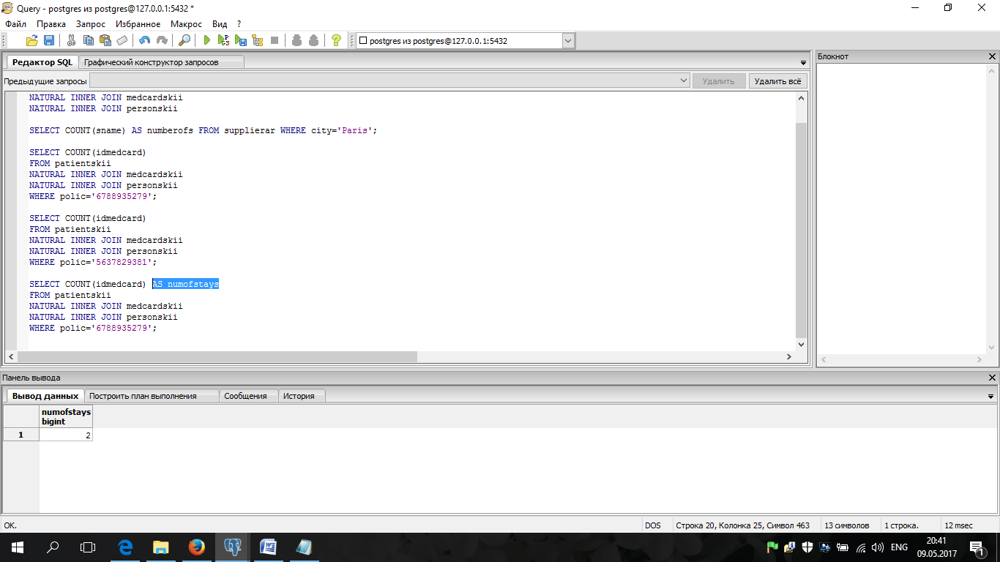 Query - postgres из postgres@127.0.0.1:5432 *
Файл Правка Запрос Избранное Макрос Вид ?
postgres из postgres@127.0.0.1:5432
Редактор SQL Графический конструктор запросов
Предыдущие запросы Удалить Удалить всё
NATURAL INNER JOIN medcardskii
NATURAL INNER JOIN personskii
SELECT COUNT(sname) AS numberofs FROM supplierar WHERE city='Paris';
SELECT COUNT(idmedcard)
FROM patientskii
NATURAL INNER JOIN medcardskii
NATURAL INNER JOIN personskii
WHERE polic='6788935279';
SELECT COUNT(idmedcard)
FROM patientskii
NATURAL INNER JOIN medcardskii
NATURAL INNER JOIN personskii
WHERE polic='5637829381';
SELECT COUNT(idmedcard) AS numofstays
FROM patientskii
NATURAL INNER JOIN medcardskii
NATURAL INNER JOIN personskii
WHERE polic='6788935279';
Блокнот
Панель вывода
Вывод данных Построить план выполнения Сообщения История
numofstays
bigint
1 2
OK. DOS Строка 20, Колонка 25, Символ 463 13 символов 1 строка. 12 msec
ENG 20:41
09.05.2017 1